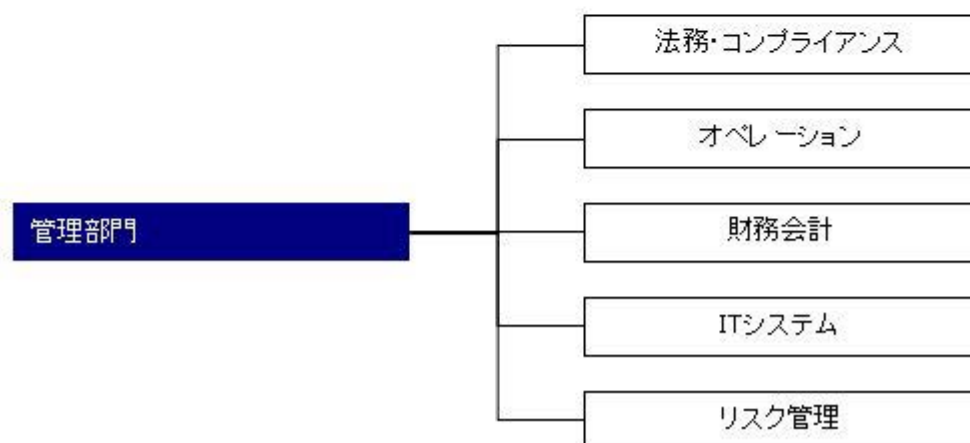 法務・コンプライアンス
オペレーション
管理部門
財務会計
ITシステム
リスク管理